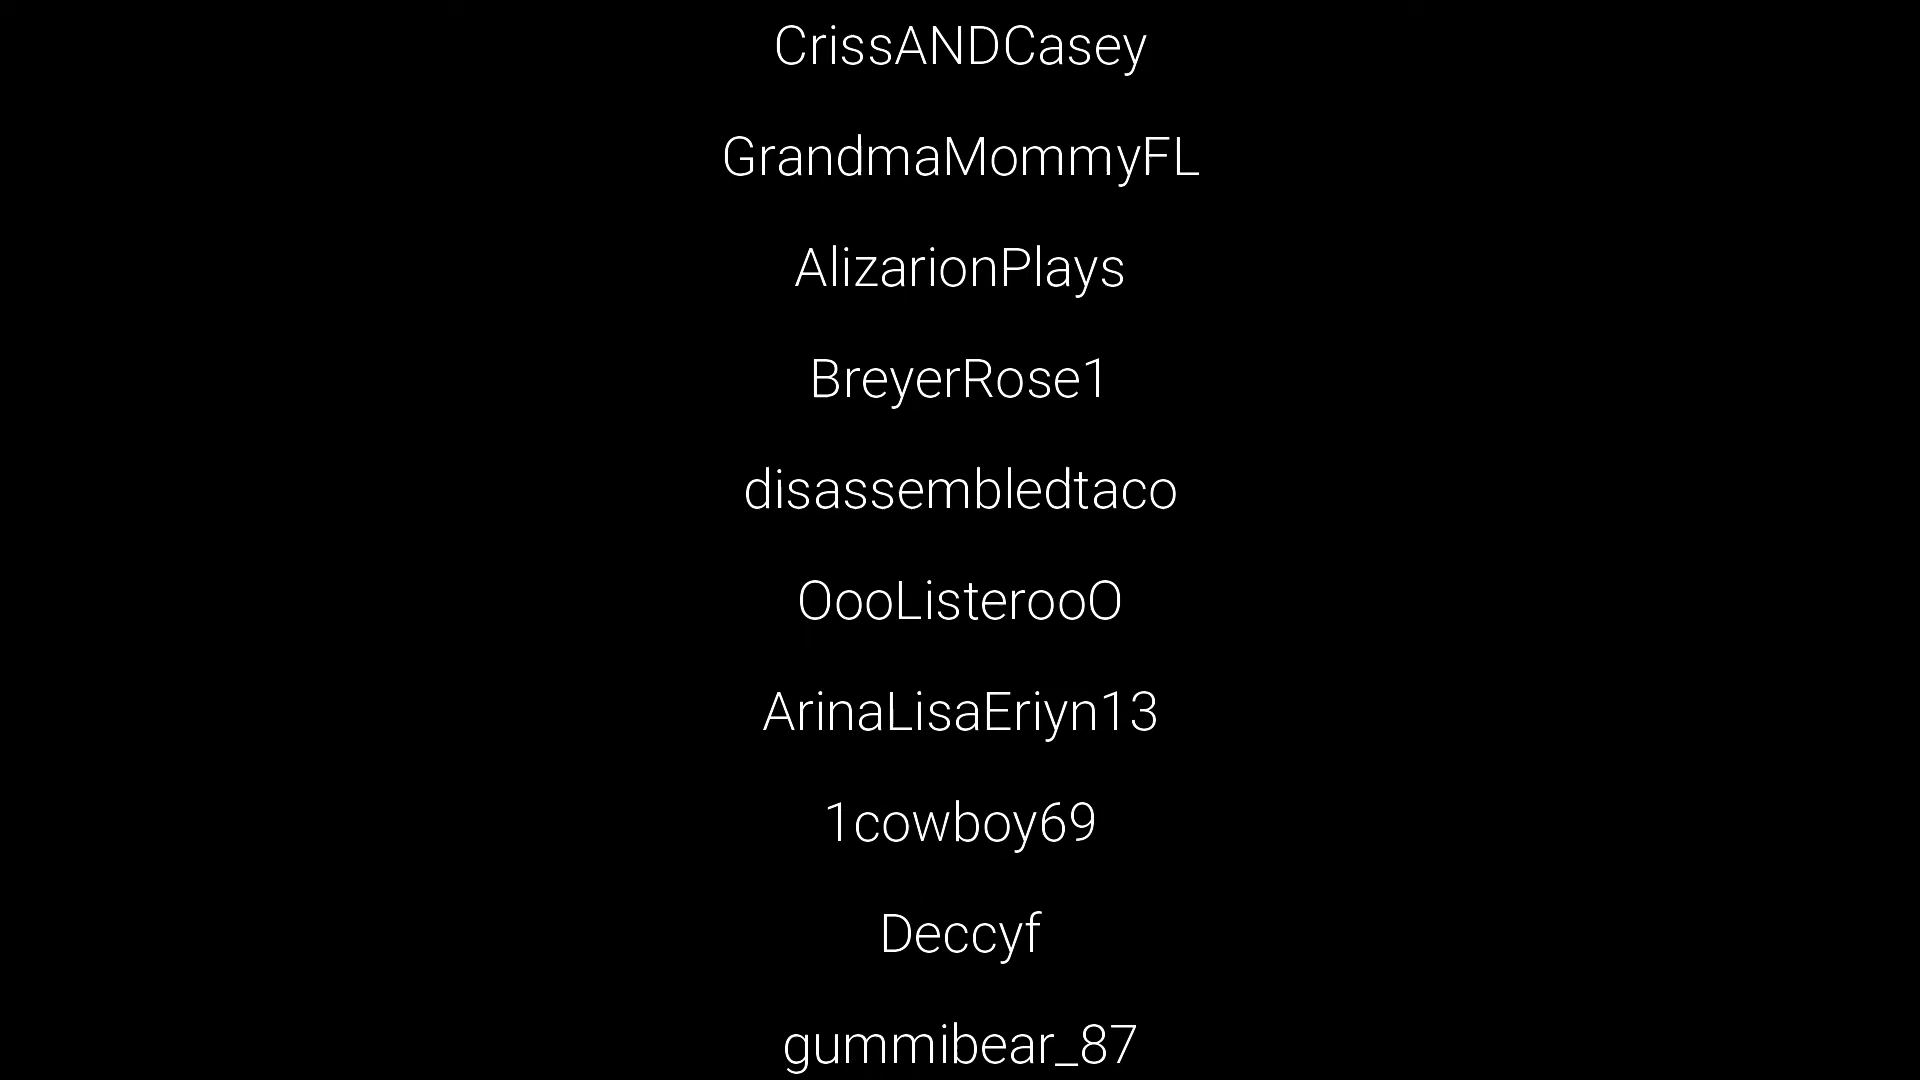 CrissANDCasey
GrandmaMommyFL
AlizarionPlays
BreyerRose1
disassembledtaco
OooListerooO
ArinaLisaEriyn13
1cowboy69
Deccyf
gummibear_87